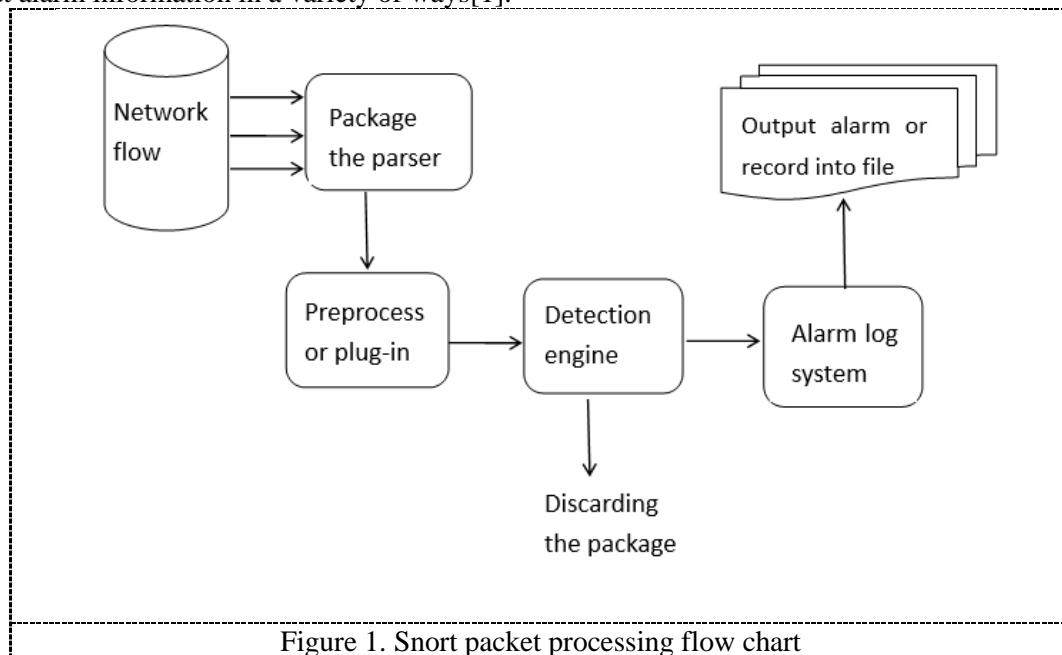 at alarm information in a variety of ways[1].
Network
flow
Package
the parser
Output alarm or
record into file
Preprocess
or plug-in
Detection
engine
Alarm log
system
Discarding
the package
Figure 1. Snort packet processing flow chart